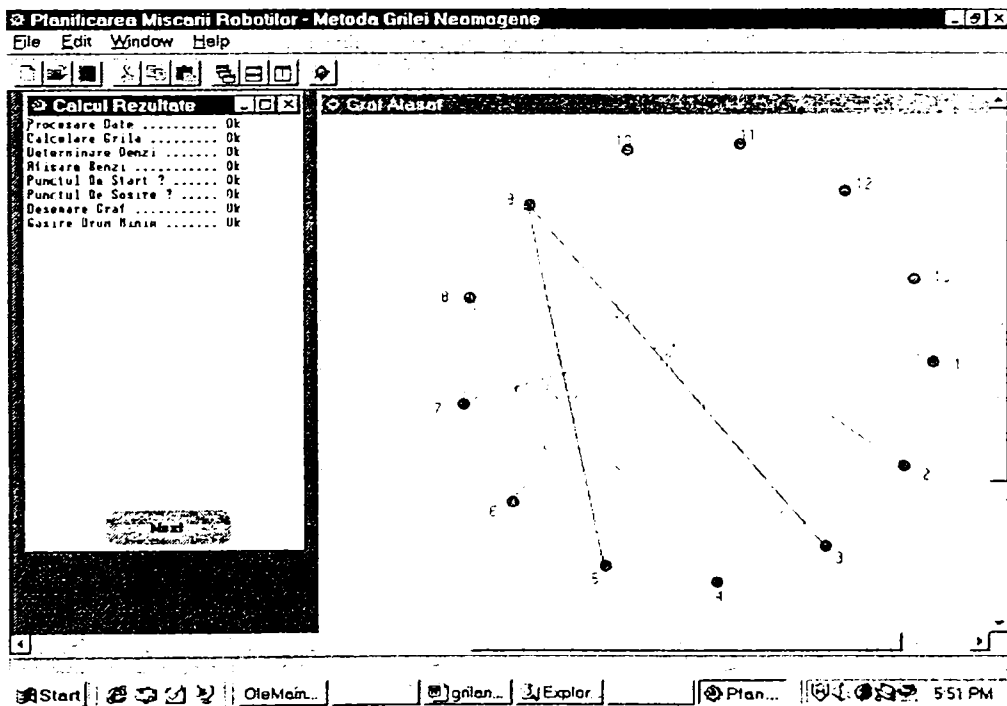 Planificarea Miscarii Robotilor - Metoda Grilei Neomogene
File Edit Window Help
Calcul Rezultate
Procesare Date .......... Ok
Calculare Grila .......... Ok
Determinare Benzi ....... Ok
Afisare Benzi ........... Ok
Punctul De Start ? ...... Ok
Punctul De Sosire ? ..... Ok
Desenare Graf ........... Ok
Gasire Drum Minim ....... Ok
Next
Graf Atasat
10
11
12
9
13
8
1
7
2
6
3
5
4
Start
OleMain...
grilan...
Explor...
Plan...
5:51 PM